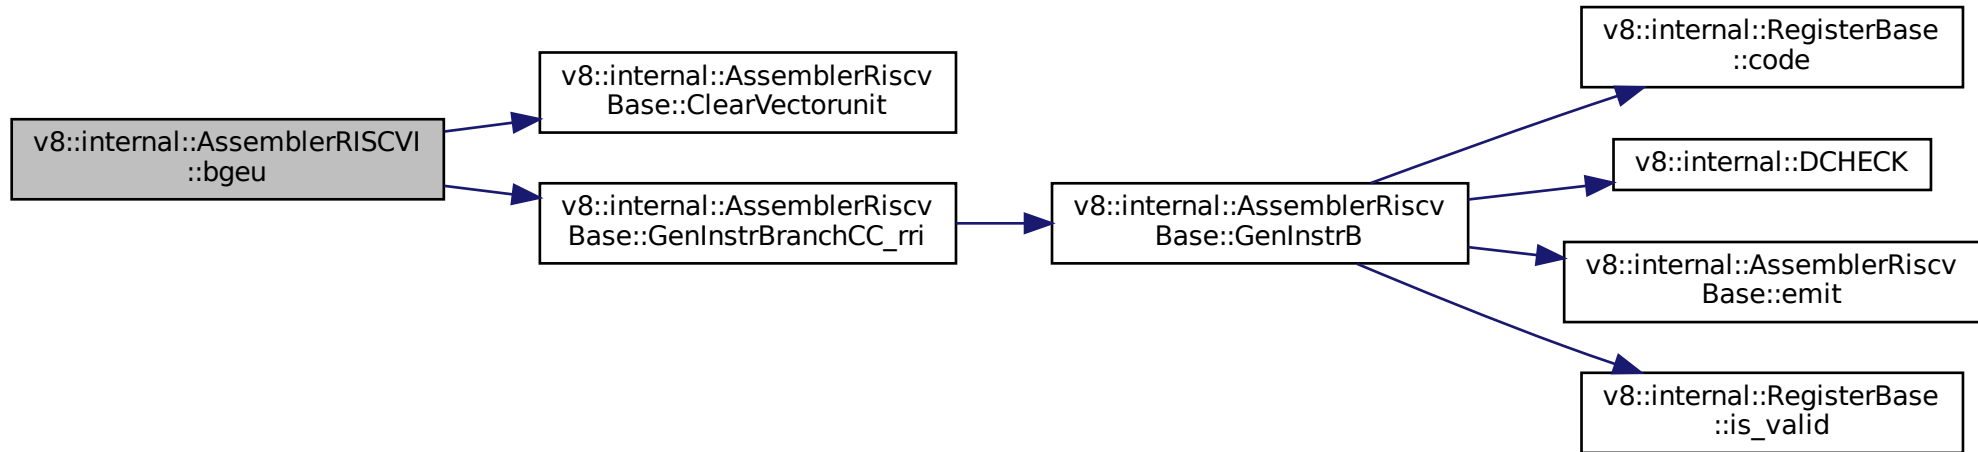 v8::internal::AssemblerRISCVI
::bgeu
v8::internal::AssemblerRiscv
Base::ClearVectorunit
v8::internal::AssemblerRiscv
Base::GenInstrBranchCC_rri
v8::internal::AssemblerRiscv
Base::GenInstrB
v8::internal::RegisterBase
::code
v8::internal::DCHECK
v8::internal::AssemblerRiscv
Base::emit
v8::internal::RegisterBase
::is_valid